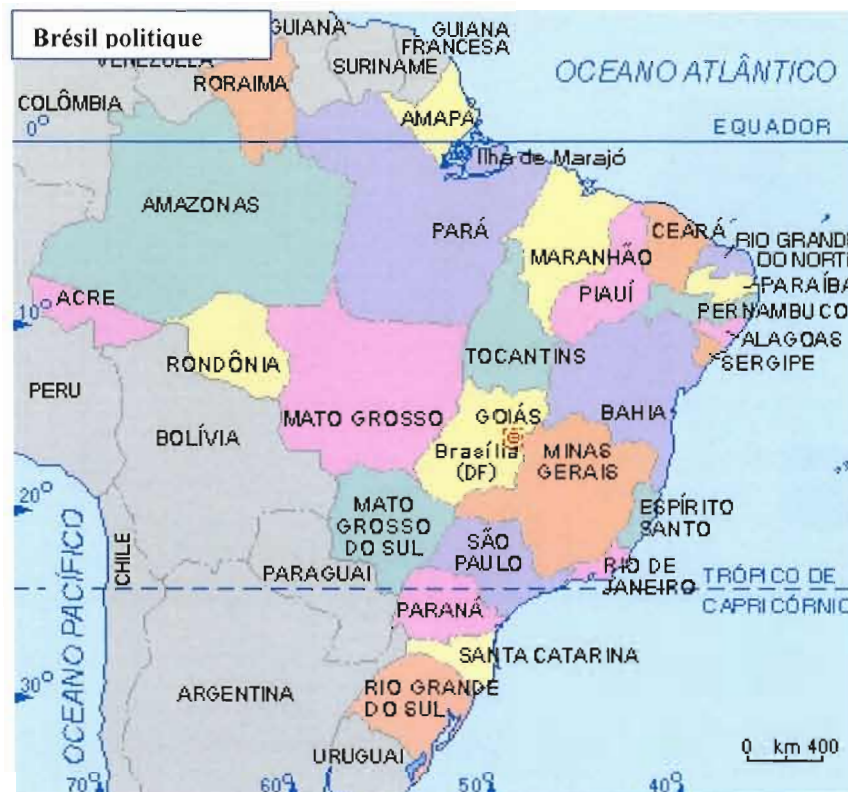 Brésil politique
GUIANA
GUIANA
FRANCESA
VENEZUELA
SURINAME
OCEANO ATLÂNTICO
RORAIMA
COLÔMBIA
AMAPÁ
0°
EQUADOR
Ilha de Marajó
AMAZONAS
PARÁ
CEARÁ
RIO GRANDE
DO NORTE
MARANHÃO
PIAUÍ
PARAÍBA
ACRE
PERNAMBUCO
10°
ALAGOAS
RONDÔNIA
TOCANTINS
SERGIPE
PERU
MATO GROSSO
GOIÁS
BAHIA
BOLÍVIA
Brasília
(DF)
MINAS
GERAIS
20°
MATO
GROSSO
DO SUL
ESPÍRITO
SANTO
SÃO
PAULO
CHILE
PARAGUAI
RIO DE
JANEIRO
TRÓPICO DE
CAPRICÓRNIO
PARANÁ
OCEANO PACÍFICO
SANTA CATARINA
30°
ARGENTINA
RIO GRANDE
DO SUL
URUGUAI
0 km 400
70° 60° 50° 40°